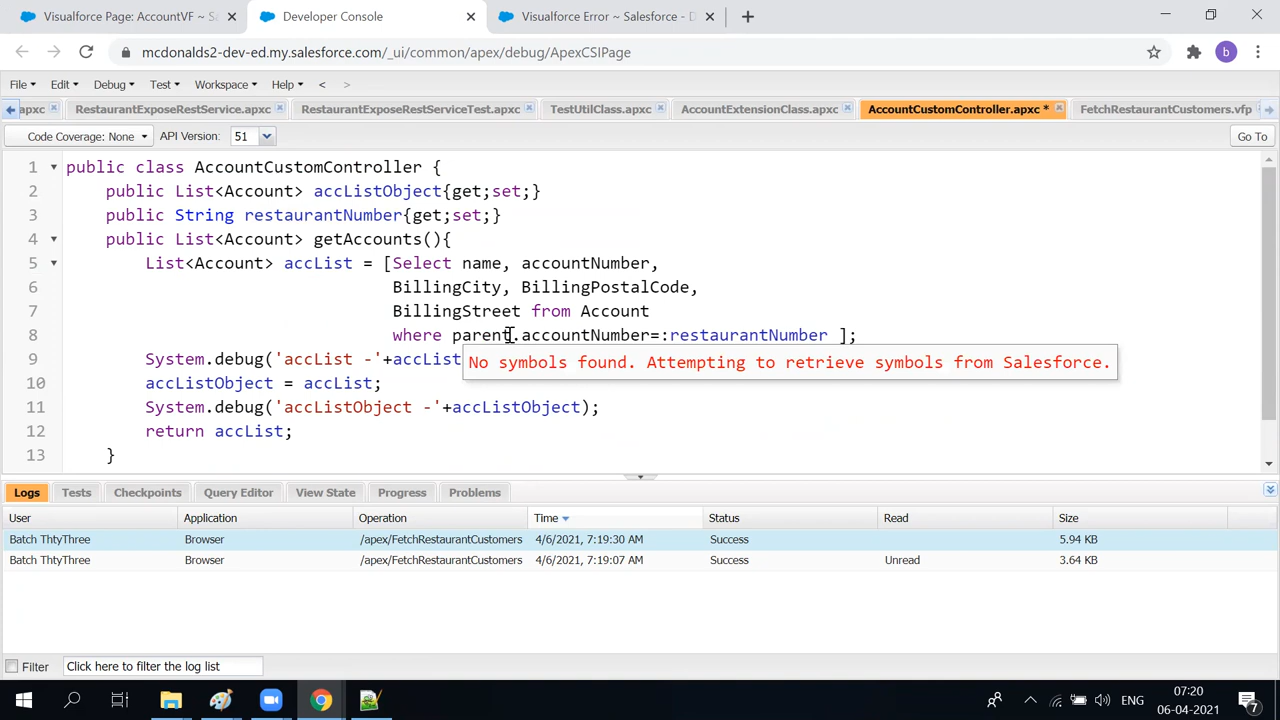 Visualforce Page: AccountVF ~ S
Developer Console
Visualforce Error ~ Salesforce - D
mcdonalds2-dev-ed.my.salesforce.com/_ui/common/apex/debug/ApexCSIPage
b
File Edit Debug Test Workspace Help < >
.apxc RestaurantExposeRestService.apxc RestaurantExposeRestServiceTest.apxc TestUtilClass.apxc AccountExtensionClass.apxc AccountCustomController.apxc * FetchRestaurantCustomers.vfp
Code Coverage: None API Version: 51 Go To
1 public class AccountCustomController {
2 public List<Account> accListObject{get;set;}
3 public String restaurantNumber{get;set;}
4 public List<Account> getAccounts(){
5 List<Account> accList = [Select name, accountNumber,
6 BillingCity, BillingPostalCode,
7 BillingStreet from Account
8 where parent.accountNumber=:restaurantNumber ];
9 System.debug('accList -'+accList
No symbols found. Attempting to retrieve symbols from Salesforce.
10 accListObject = accList;
11 System.debug('accListObject -'+accListObject);
12 return accList;
13 }
Logs Tests Checkpoints Query Editor View State Progress Problems
User Application Operation Time Status Read Size
Batch ThtyThree Browser /apex/FetchRestaurantCustomers 4/6/2021, 7:19:30 AM Success 5.94 KB
Batch ThtyThree Browser /apex/FetchRestaurantCustomers 4/6/2021, 7:19:07 AM Success Unread 3.64 KB
Filter Click here to filter the log list
ENG
07:20
06-04-2021
7